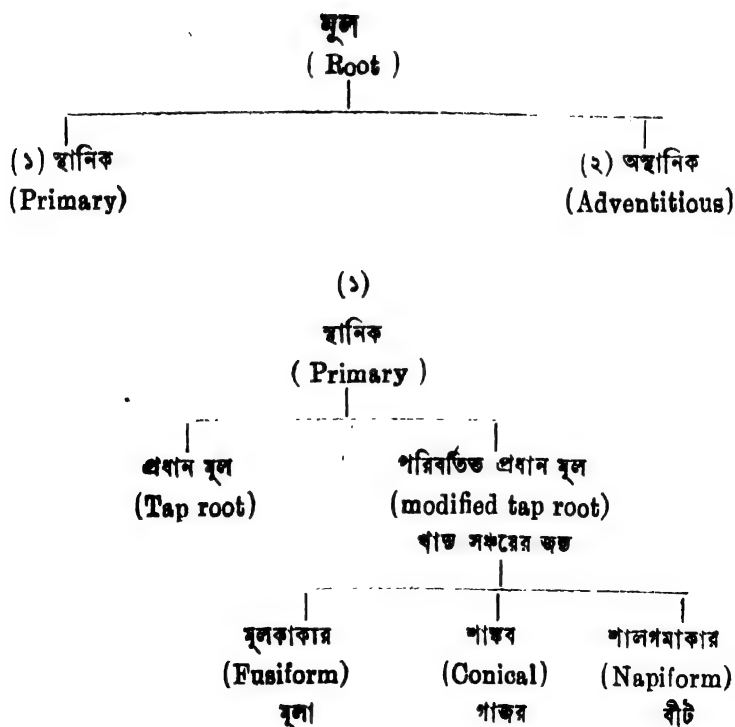 মূল
( Root )
(১) স্থানিক (২) অস্থানিক
(Primary) (Adventitious)
(১)
স্থানিক
( Primary )
প্রধান মূল পরিবর্তিত প্রধান মূল
(Tap root) (modified tap root)
খাদ্য সঞ্চয়ের জন্য
মূলকাকার শাঙ্কব শালগমাকার
(Fusiform) (Conical) (Napiform)
মূলা গাজর বীট